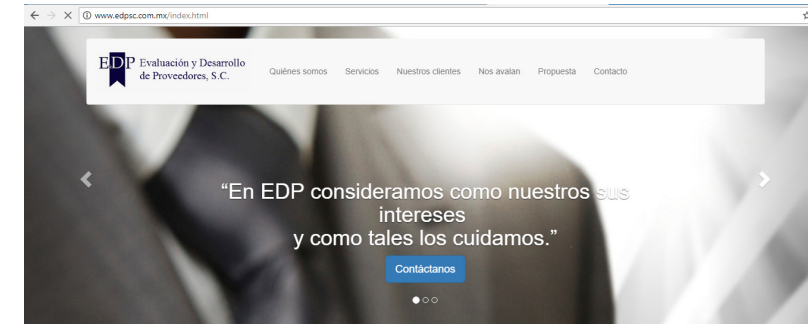 www.edpsc.com.mx/index.html
EDP Evaluación y Desarrollo
de Proveedores, S.C.
Quiénes somos Servicios Nuestros clientes Nos avalan Propuesta Contacto
“En EDP consideramos como nuestros sus
intereses
y como tales los cuidamos.”
Contáctanos